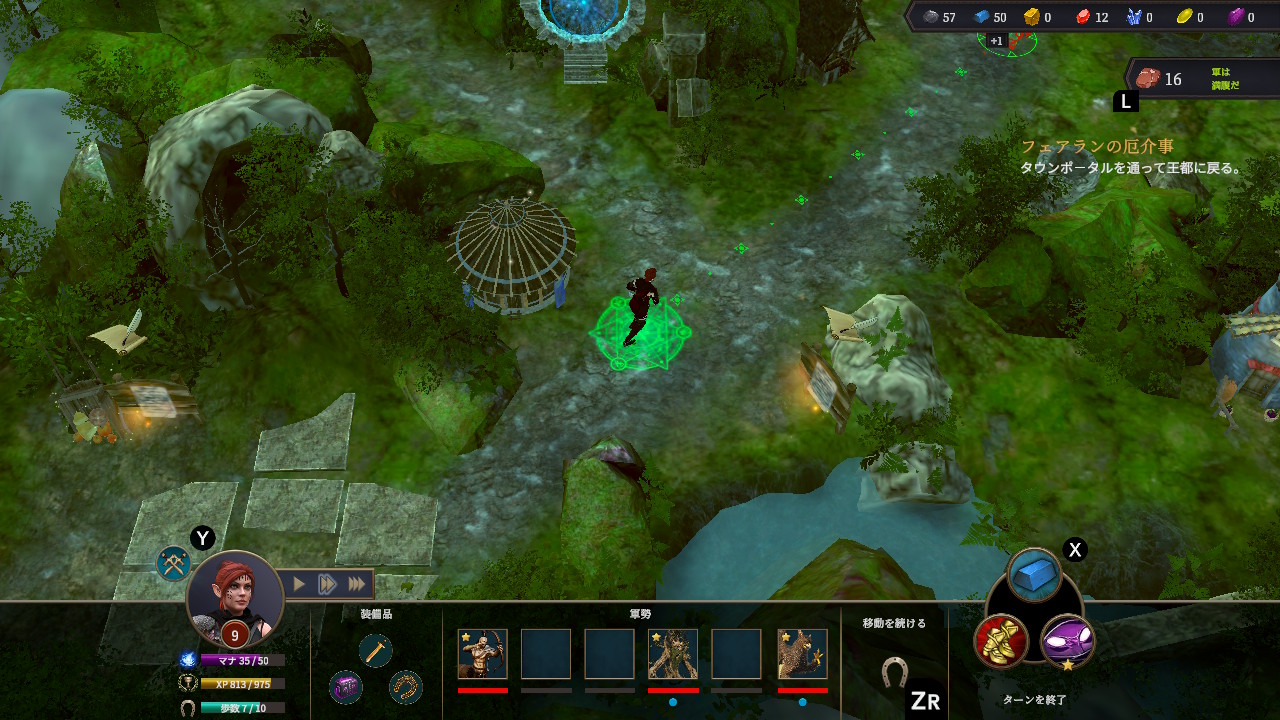 57 50 0 12 0 0 0
+1
16 軍は
満腹だ
L
フェアランの厄介事
タウンポータルを通って王都に戻る。
Y
X
9
マナ 35 / 50
XP 813 / 975
歩数 7 / 10
装備品
軍勢
移動を続ける
ZR
ターンを終了